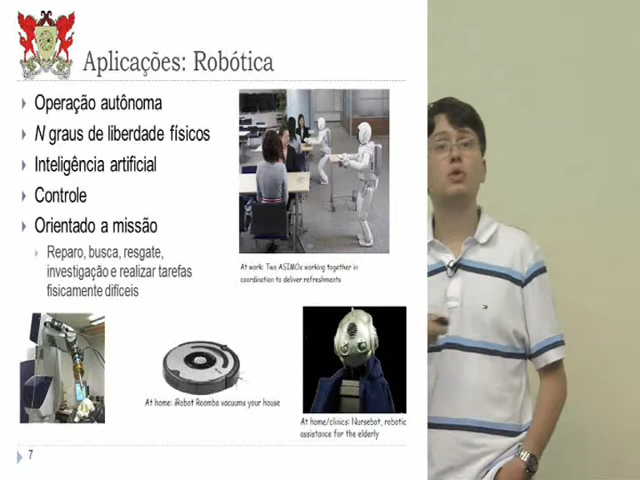 Aplicações: Robótica
Operação autônoma
N graus de liberdade físicos
Inteligência artificial
Controle
Orientado a missão
Reparo, busca, resgate,
investigação e realizar tarefas
fisicamente difíceis
At work: Two ASIMOs working together in
coordination to deliver refreshments
At home: iRobot Roomba vacuums your house
At home/clinics: Nursebot, robotic
assistance for the elderly
7